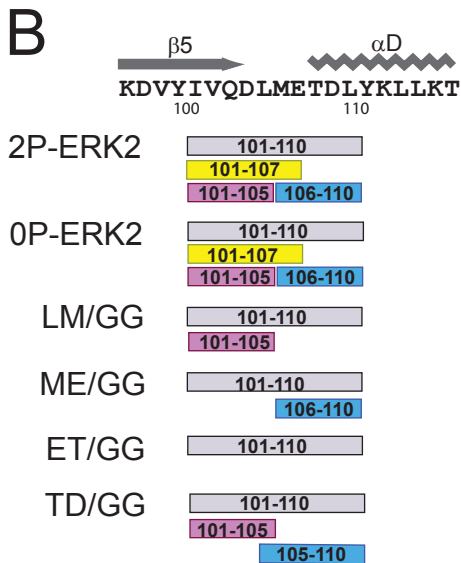 B
β5 αD
KDVYIVQDLMETDLYKLLKT
100 110
2P-ERK2 101-110
101-107
101-105 106-110
0P-ERK2 101-110
101-107
101-105 106-110
LM/GG 101-110
101-105
ME/GG 101-110
106-110
ET/GG 101-110
TD/GG 101-110
101-105
105-110